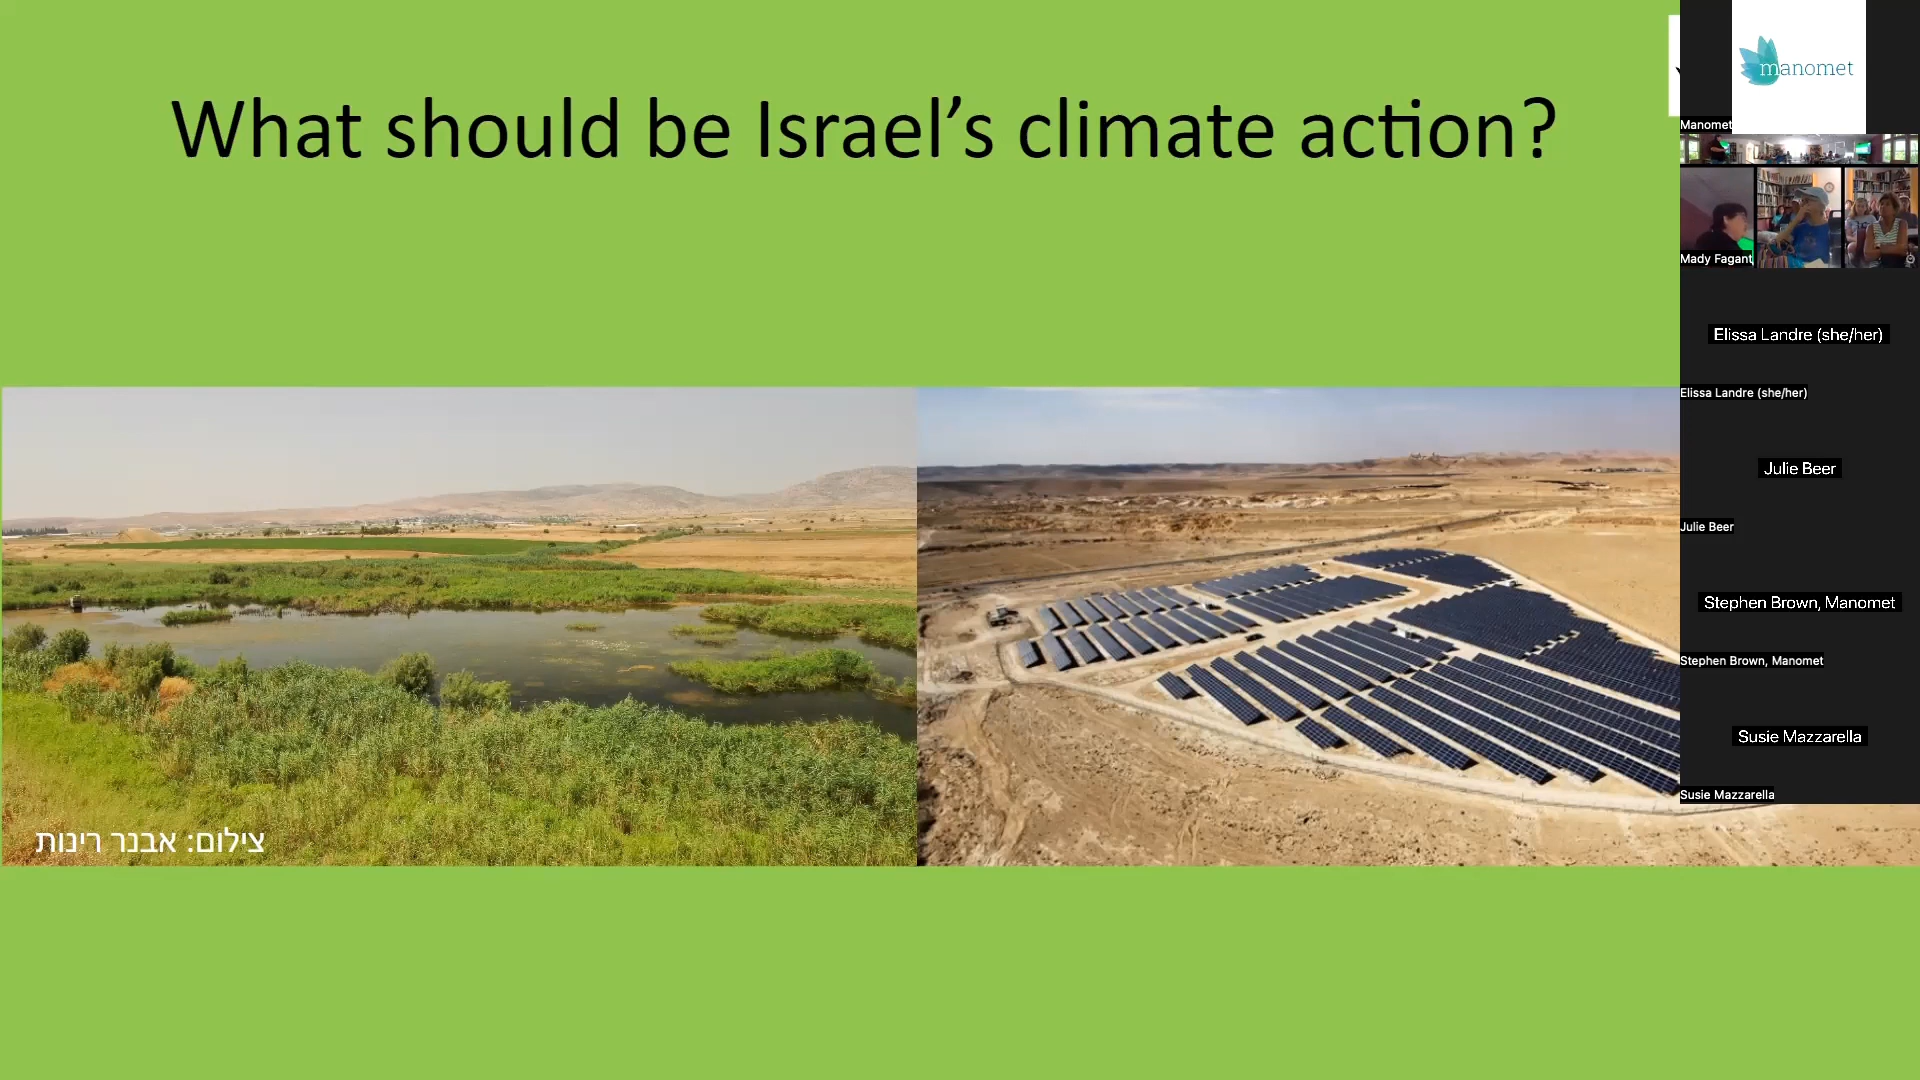 What should be Israel's climate action?
צילום: אבנר רינות
manomet
Manomet
Mady Fagant
Elissa Landre (she/her)
Elissa Landre (she/her)
Julie Beer
Julie Beer
Stephen Brown, Manomet
Stephen Brown, Manomet
Susie Mazzarella
Susie Mazzarella